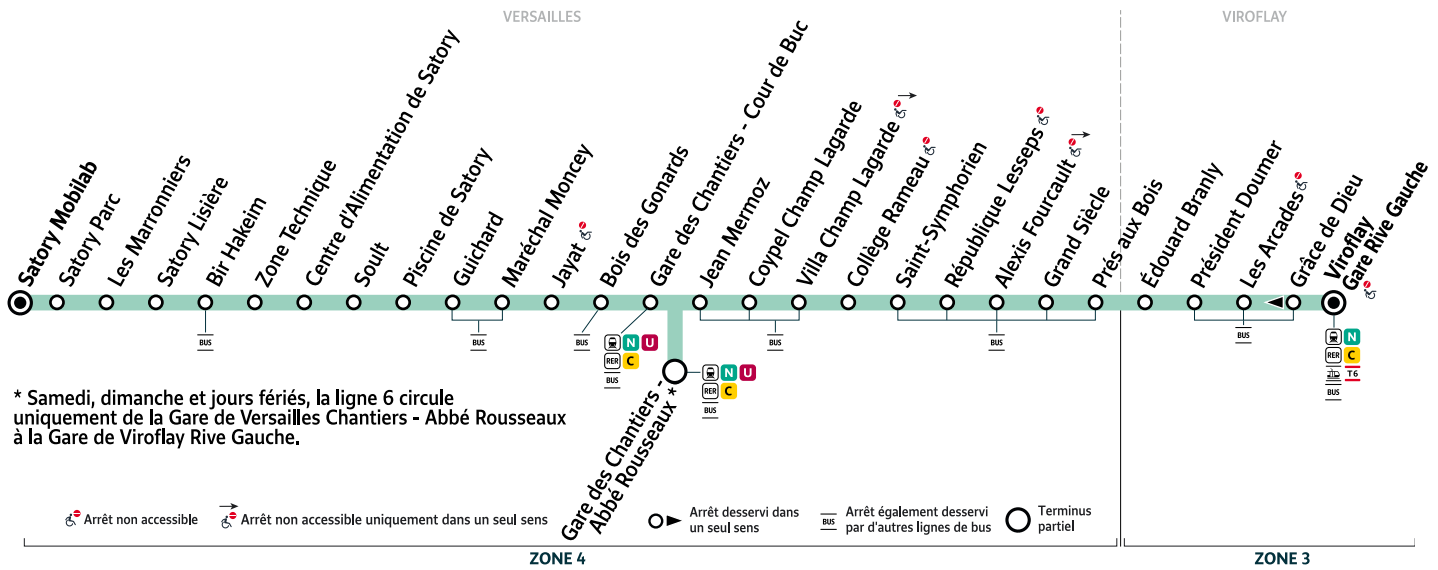 VERSAILLES
VIROFLAY
Satory Mobilab
Satory Parc
Les Marronniers
Satory Lisière
Bir Hakeim
Zone Technique
Centre d'Alimentation de Satory
Soult
Piscine de Satory
Guichard
Maréchal Moncey
Jayat
Bois des Gonards
Gare des Chantiers - Cour de Buc
Jean Mermoz
Coypel Champ Lagarde
Villa Champ Lagarde
Collège Rameau
Saint-Symphorien
République Lesseps
Alexis Fourcault
Grand Siècle
Prés aux Bois
Édouard Branly
Président Doumer
Les Arcades
Grâce de Dieu
Viroflay
Gare Rive Gauche
BUS
BUS
BUS
N U
RER C
BUS
BUS
BUS
BUS
N
RER C
T6
BUS
N U
RER C
BUS
Gare des Chantiers -
Abbé Rousseaux *
* Samedi, dimanche et jours fériés, la ligne 6 circule
uniquement de la Gare de Versailles Chantiers - Abbé Rousseaux
à la Gare de Viroflay Rive Gauche.
Arrêt non accessible
Arrêt non accessible uniquement dans un seul sens
Arrêt desservi dans
un seul sens
BUS
Arrêt également desservi
par d'autres lignes de bus
Terminus
partiel
ZONE 4
ZONE 3